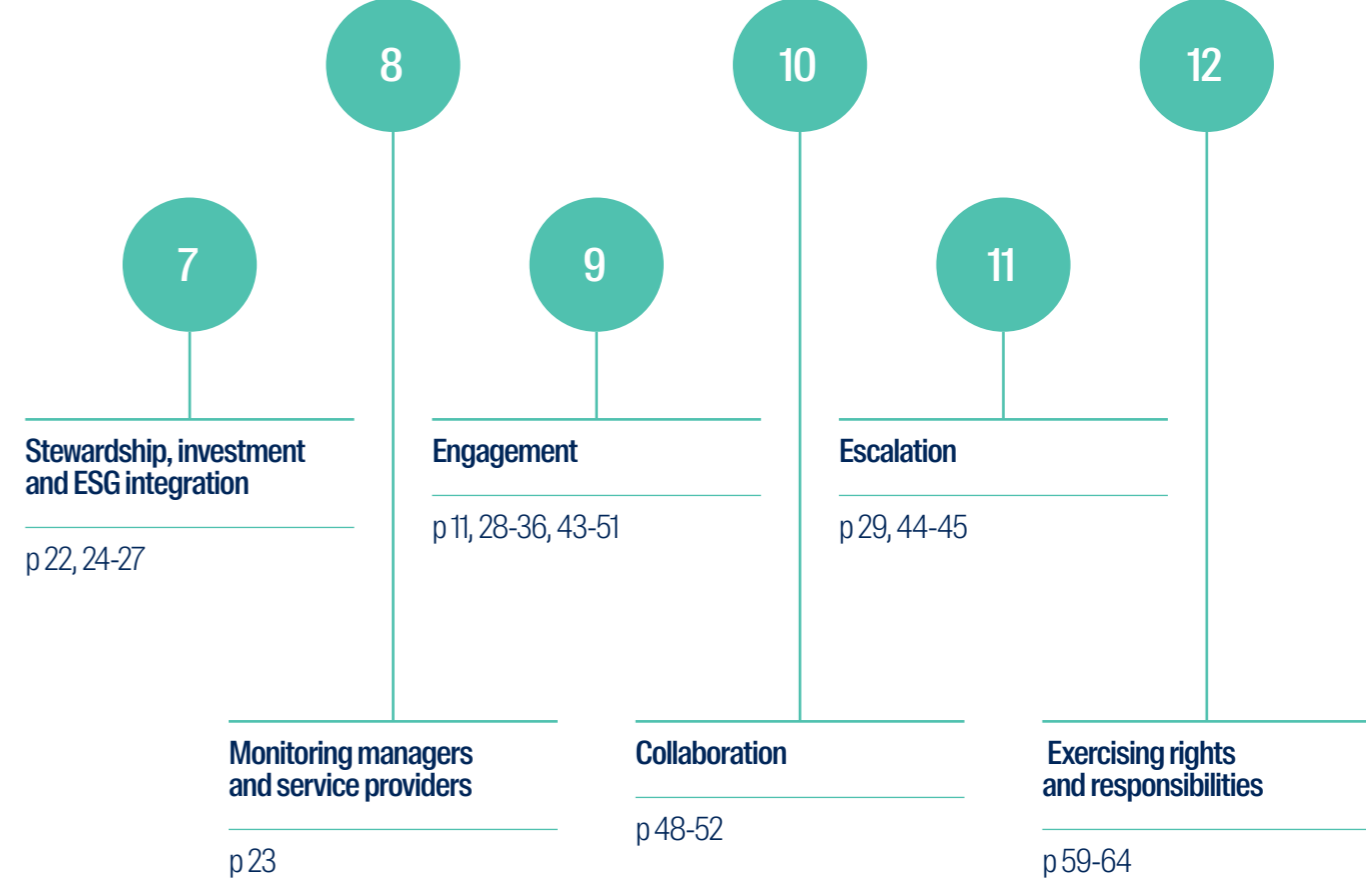 8
10
12
7
9
11
Stewardship, investment
and ESG integration
p 22, 24-27
Engagement
p 11, 28-36, 43-51
Escalation
p 29, 44-45
Monitoring managers
and service providers
p 23
Collaboration
p 48-52
Exercising rights
and responsibilities
p 59-64